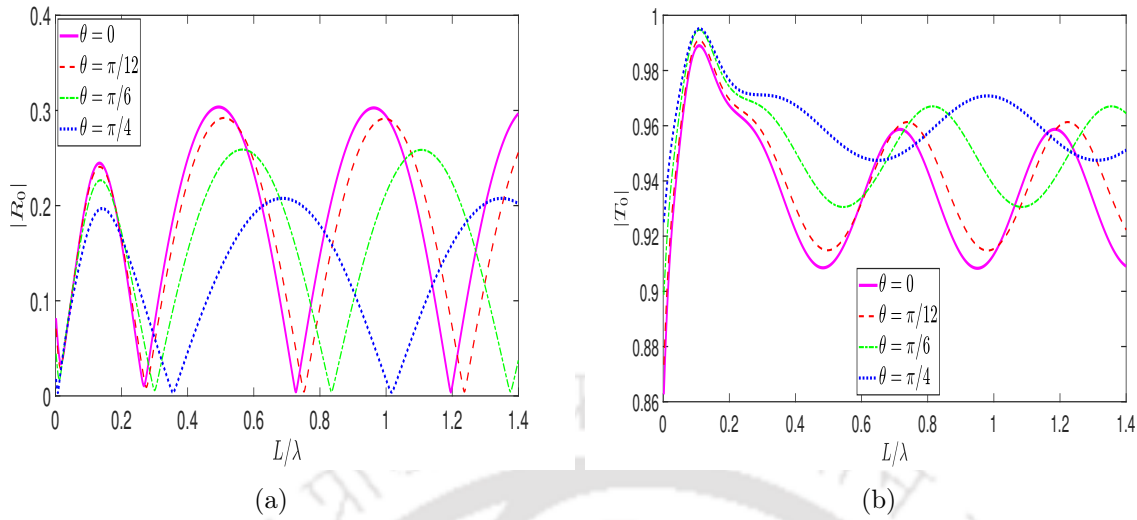 0.4
0.3
0.2
0.1
0
|R₀|
θ = 0
θ = π/12
θ = π/6
θ = π/4
0 0.2 0.4 0.6 0.8 1 1.2 1.4
L/λ
(a)
1
0.98
0.96
0.94
0.92
0.9
0.88
0.86
|T₀|
θ = 0
θ = π/12
θ = π/6
θ = π/4
0 0.2 0.4 0.6 0.8 1 1.2 1.4
L/λ
(b)